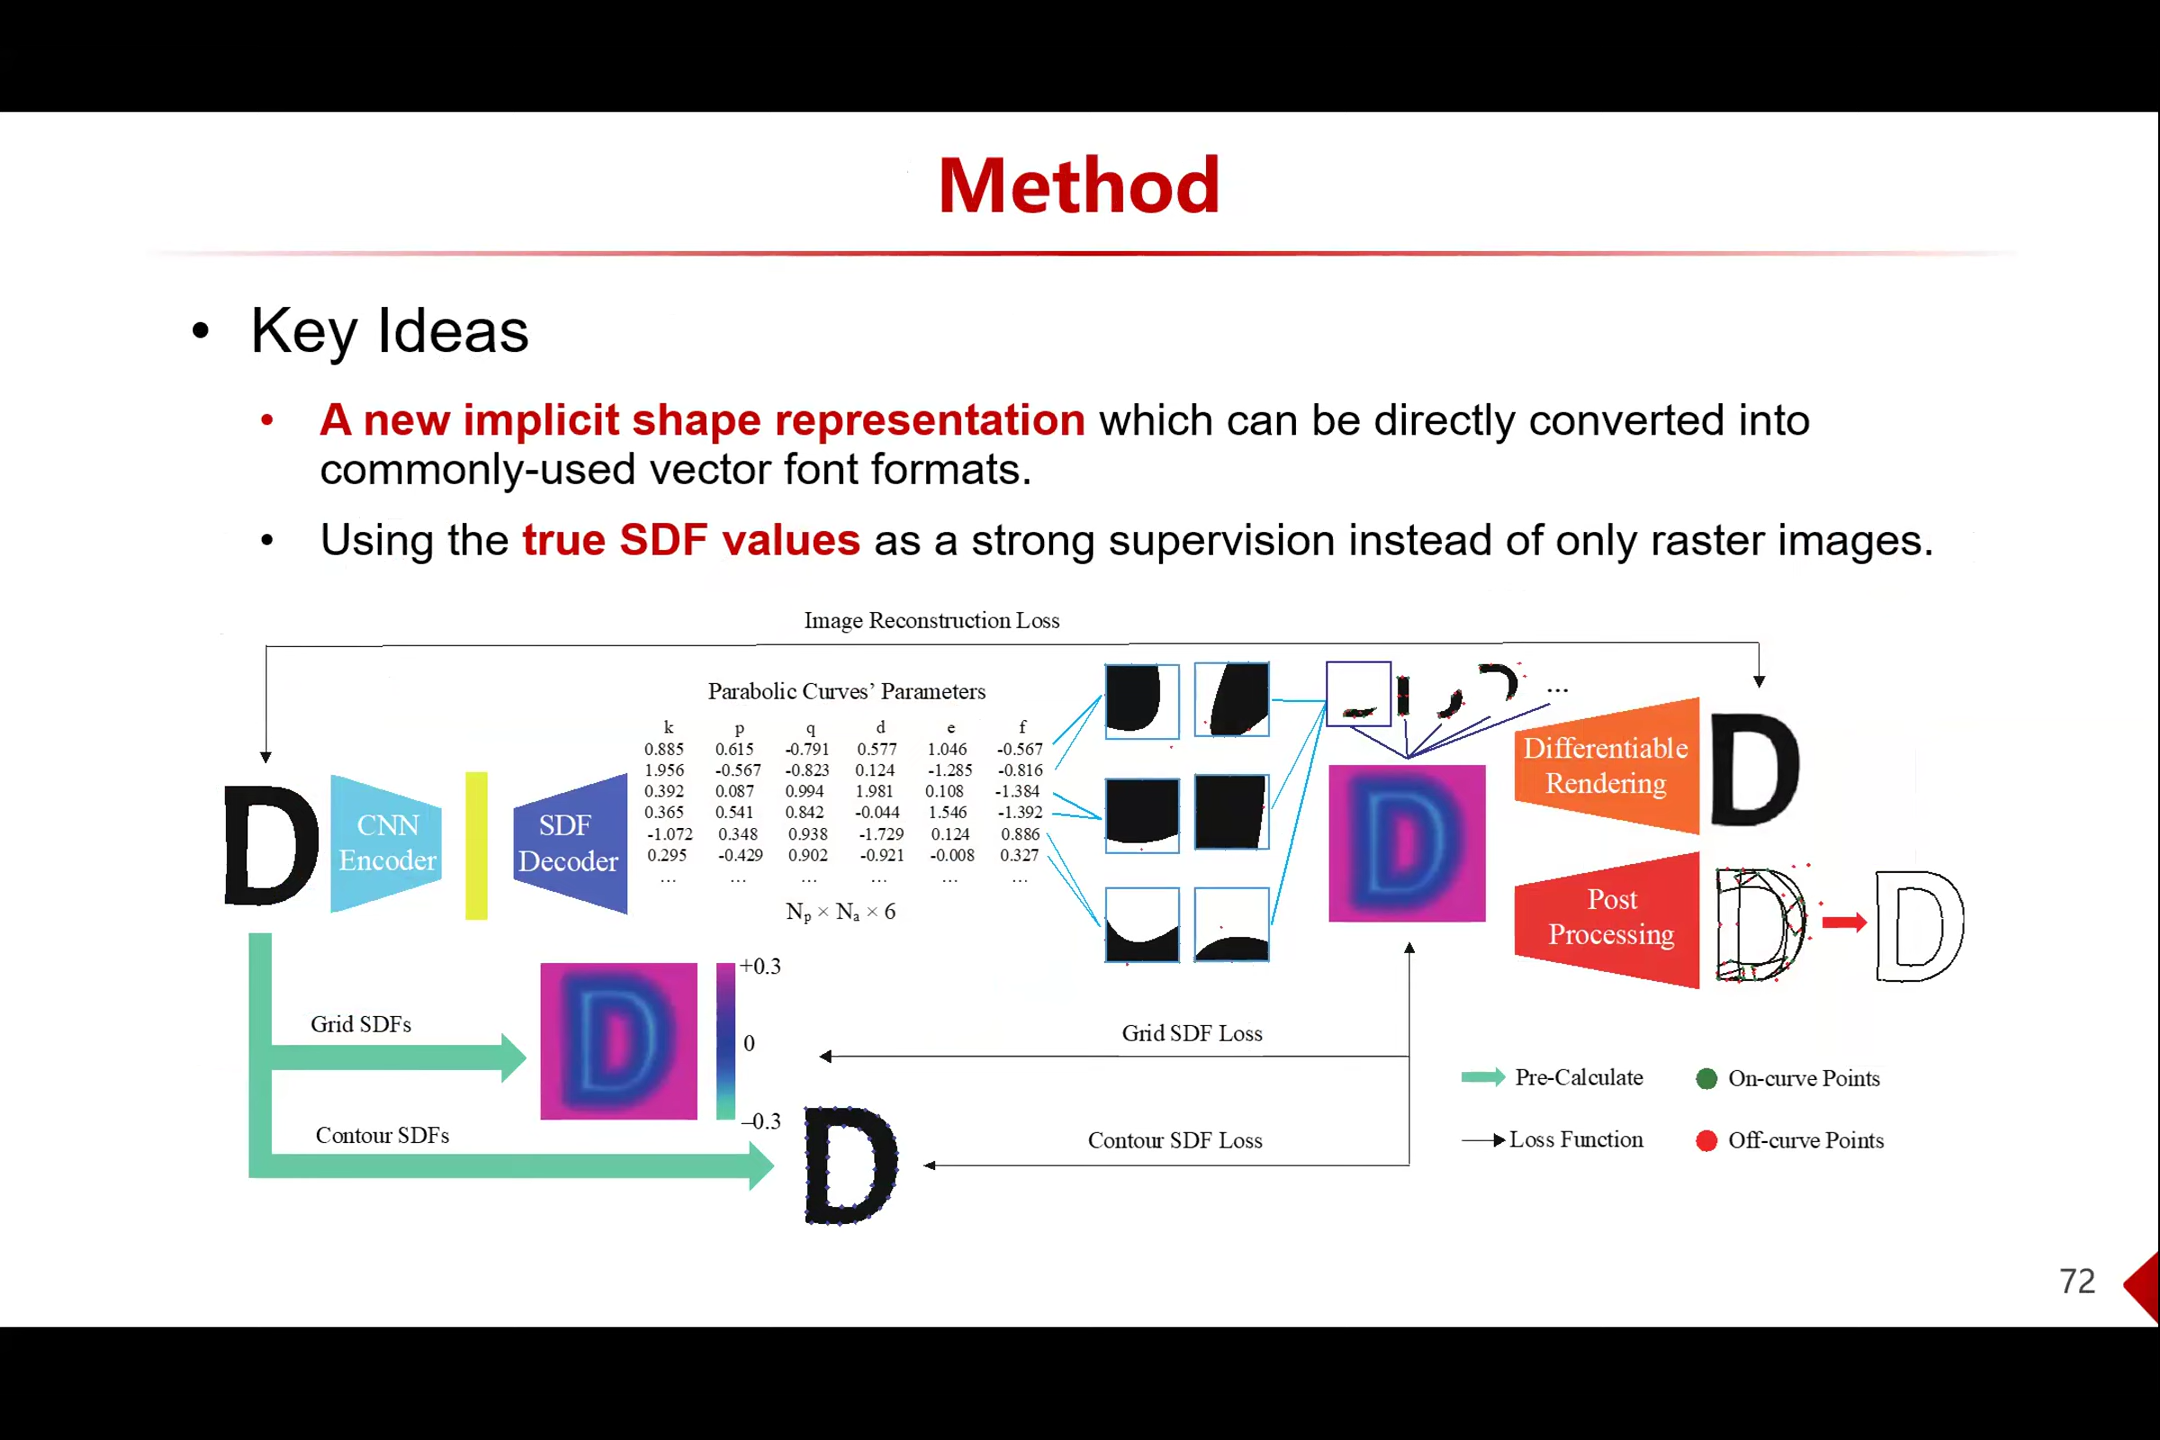 Method
• Key Ideas
• A new implicit shape representation which can be directly converted into
commonly-used vector font formats.
• Using the true SDF values as a strong supervision instead of only raster images.
Image Reconstruction Loss
Parabolic Curves' Parameters
k p q d e f
0.885 0.615 -0.791 0.577 1.046 -0.567
1.956 -0.567 -0.823 0.124 -1.285 -0.816
0.392 0.087 0.994 1.981 0.108 -1.384
0.365 0.541 0.842 -0.044 1.546 -1.392
-1.072 0.348 0.938 -1.729 0.124 0.886
0.295 -0.429 0.902 -0.921 -0.008 0.327
... ... ... ... ... ...
Np × Na × 6
D
CNN
Encoder
SDF
Decoder
...
D
Differentiable
Rendering
D
Post
Processing
D
D
Grid SDFs
D
+0.3
0
–0.3
Contour SDFs
D
Grid SDF Loss
Contour SDF Loss
Pre-Calculate
On-curve Points
Loss Function
Off-curve Points
72